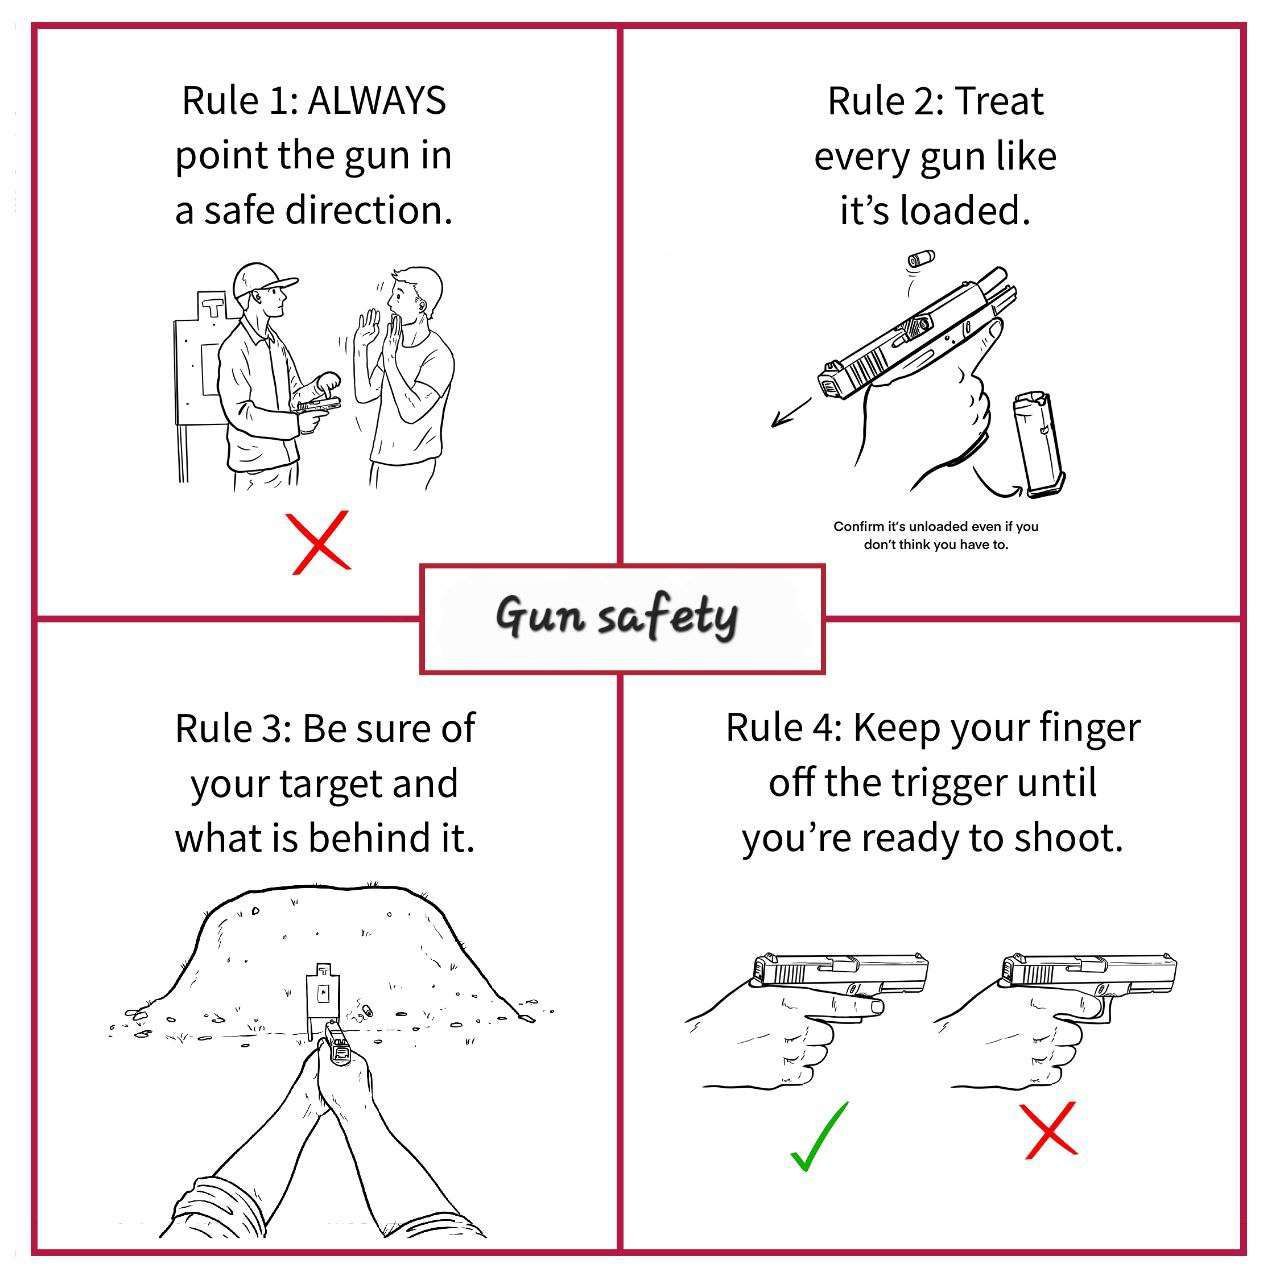 Rule 1: ALWAYS
point the gun in
a safe direction.
Rule 2: Treat
every gun like
it’s loaded.
Confirm it’s unloaded even if you
don’t think you have to.
Gun safety
Rule 3: Be sure of
your target and
what is behind it.
Rule 4: Keep your finger
off the trigger until
you’re ready to shoot.